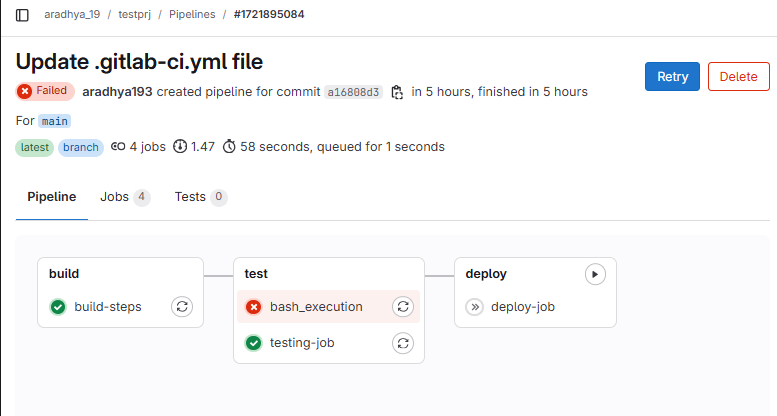 aradhya_19 / testprj / Pipelines / #1721895084
Update .gitlab-ci.yml file
Retry
Delete
Failed aradhya193 created pipeline for commit a16808d3 in 5 hours, finished in 5 hours
For main
latest branch 4 jobs 1.47 58 seconds, queued for 1 seconds
Pipeline Jobs 4 Tests 0
build
build-steps
test
bash_execution
testing-job
deploy
deploy-job